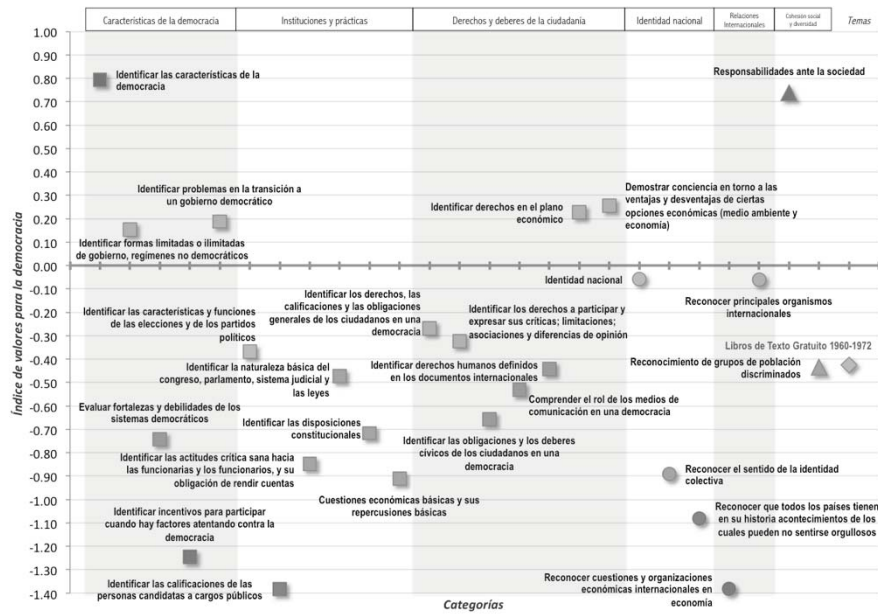 Características de la democracia
Instituciones y prácticas
Derechos y deberes de la ciudadanía
Identidad nacional
Relaciones
Internacionales
Cohesión social
y diversidad
Temas
1.00
0.90
0.80
0.70
0.60
0.50
0.40
0.30
0.20
0.10
0.00
-0.10
-0.20
-0.30
-0.40
-0.50
-0.60
-0.70
-0.80
-0.90
-1.00
-1.10
-1.20
-1.30
-1.40
Índice de valores para la democracia
Identificar las características de la
democracia
Responsabilidades ante la sociedad
Identificar problemas en la transición a
un gobierno democrático
Identificar formas limitadas o ilimitadas
de gobierno, regímenes no democráticos
Identificar derechos en el plano
económico
Demostrar conciencia en torno a las
ventajas y desventajas de ciertas
opciones económicas (medio ambiente y
economía)
Identidad nacional
Reconocer principales organismos
internacionales
Identificar las características y funciones
de las elecciones y de los partidos
políticos
Identificar los derechos, las
calificaciones y las obligaciones
generales de los ciudadanos en una
democracia
Identificar los derechos a participar y
expresar sus críticas; limitaciones;
asociaciones y diferencias de opinión
Libros de Texto Gratuito 1960-1972
Reconocimiento de grupos de población
discriminados
Identificar la naturaleza básica del
congreso, parlamento, sistema judicial y
las leyes
Identificar derechos humanos definidos
en los documentos internacionales
Comprender el rol de los medios de
comunicación en una democracia
Evaluar fortalezas y debilidades de los
sistemas democráticos
Identificar las disposiciones
constitucionales
Identificar las obligaciones y los deberes
cívicos de los ciudadanos en una
democracia
Identificar las actitudes critica sana hacia
las funcionarias y los funcionarios, y su
obligación de rendir cuentas
Cuestiones económicas básicas y sus
repercusiones básicas
Reconocer el sentido de la identidad
colectiva
Identificar incentivos para participar
cuando hay factores atentando contra la
democracia
Reconocer que todos los países tienen
en su historia acontecimientos de los
cuales pueden no sentirse orgullosos
Identificar las calificaciones de las
personas candidatas a cargos públicos
Reconocer cuestiones y organizaciones
económicas internacionales en
economía
Categorías